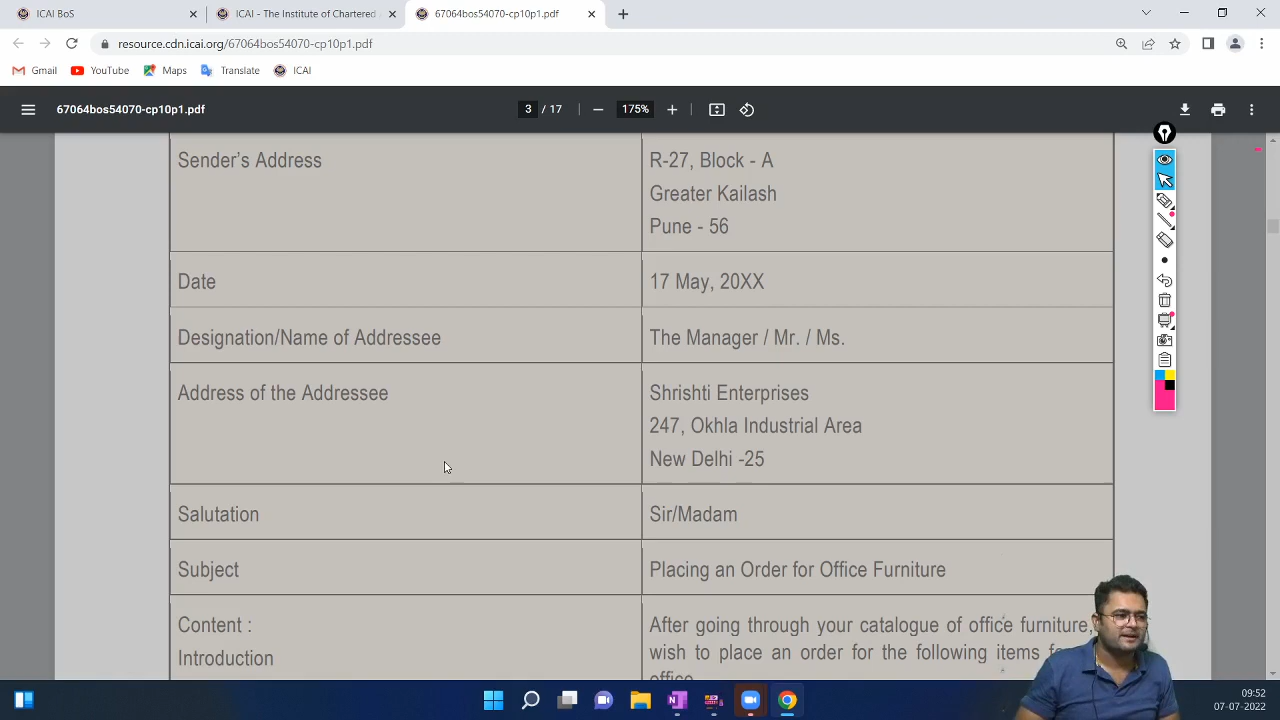 ICAI BoS
ICAI - The Institute of Chartered
67064bos54070-cp10p1.pdf
resource.cdn.icai.org/67064bos54070-cp10p1.pdf
Gmail
YouTube
Maps
Translate
ICAI
67064bos54070-cp10p1.pdf
3 / 17
175%
Sender's Address
R-27, Block - A
Greater Kailash
Pune - 56
Date
17 May, 20XX
Designation/Name of Addressee
The Manager / Mr. / Ms.
Address of the Addressee
Shrishti Enterprises
247, Okhla Industrial Area
New Delhi -25
Salutation
Sir/Madam
Subject
Placing an Order for Office Furniture
Content :
Introduction
After going through your catalogue of office furniture,
wish to place an order for the following items
office
09:52
07-07-2022